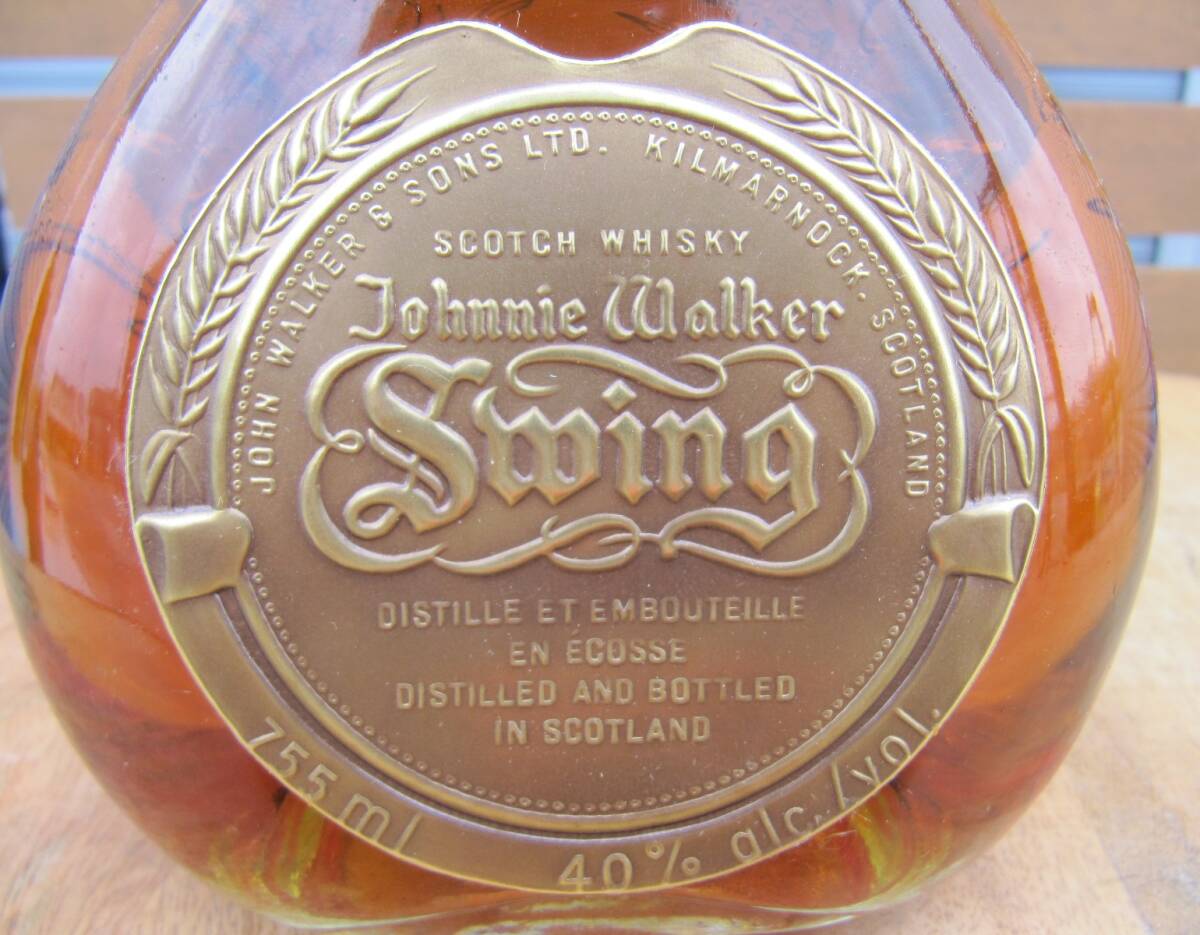 JOHN WALKER & SONS LTD. KILMARNOCK. SCOTLAND
SCOTCH WHISKY
Johnnie Walker
Swing
DISTILLE ET EMBOUTEILLE
EN ÉCOSSE
DISTILLED AND BOTTLED
IN SCOTLAND
755 ml 40% alc./vol.